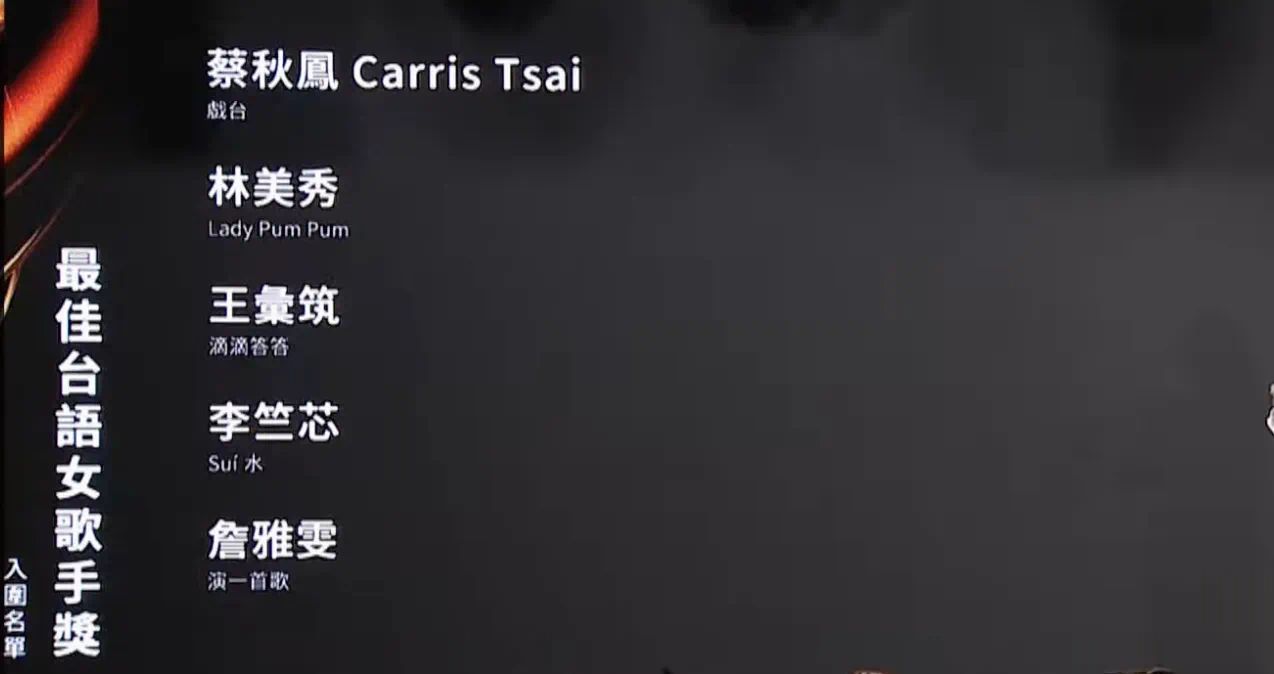 蔡秋鳳 Carris Tsai
戲台
林美秀
Lady Pum Pum
王彙筑
滴滴答答
李竺芯
Suí 水
詹雅雯
演一首歌
最佳台語女歌手獎
入圍名單